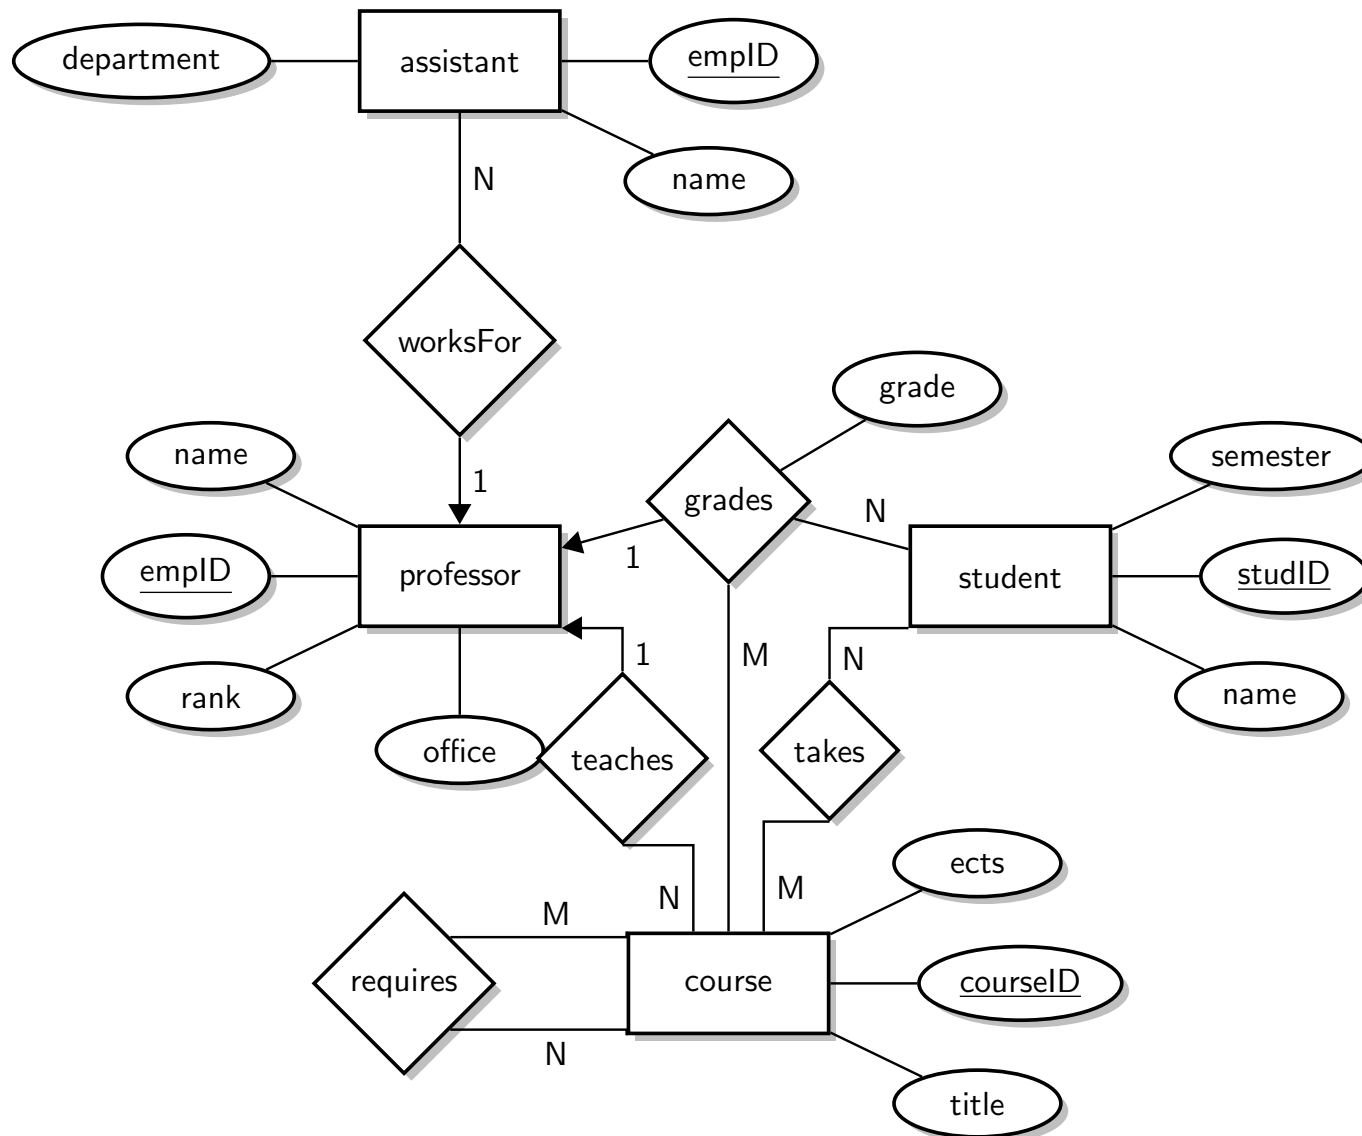 department
assistant
empID
name
N
worksFor
1
grade
name
semester
grades
N
1
professor
empID
student
studID
M
1
N
rank
name
office
teaches
takes
ects
M
N
M
requires
course
courseID
N
title